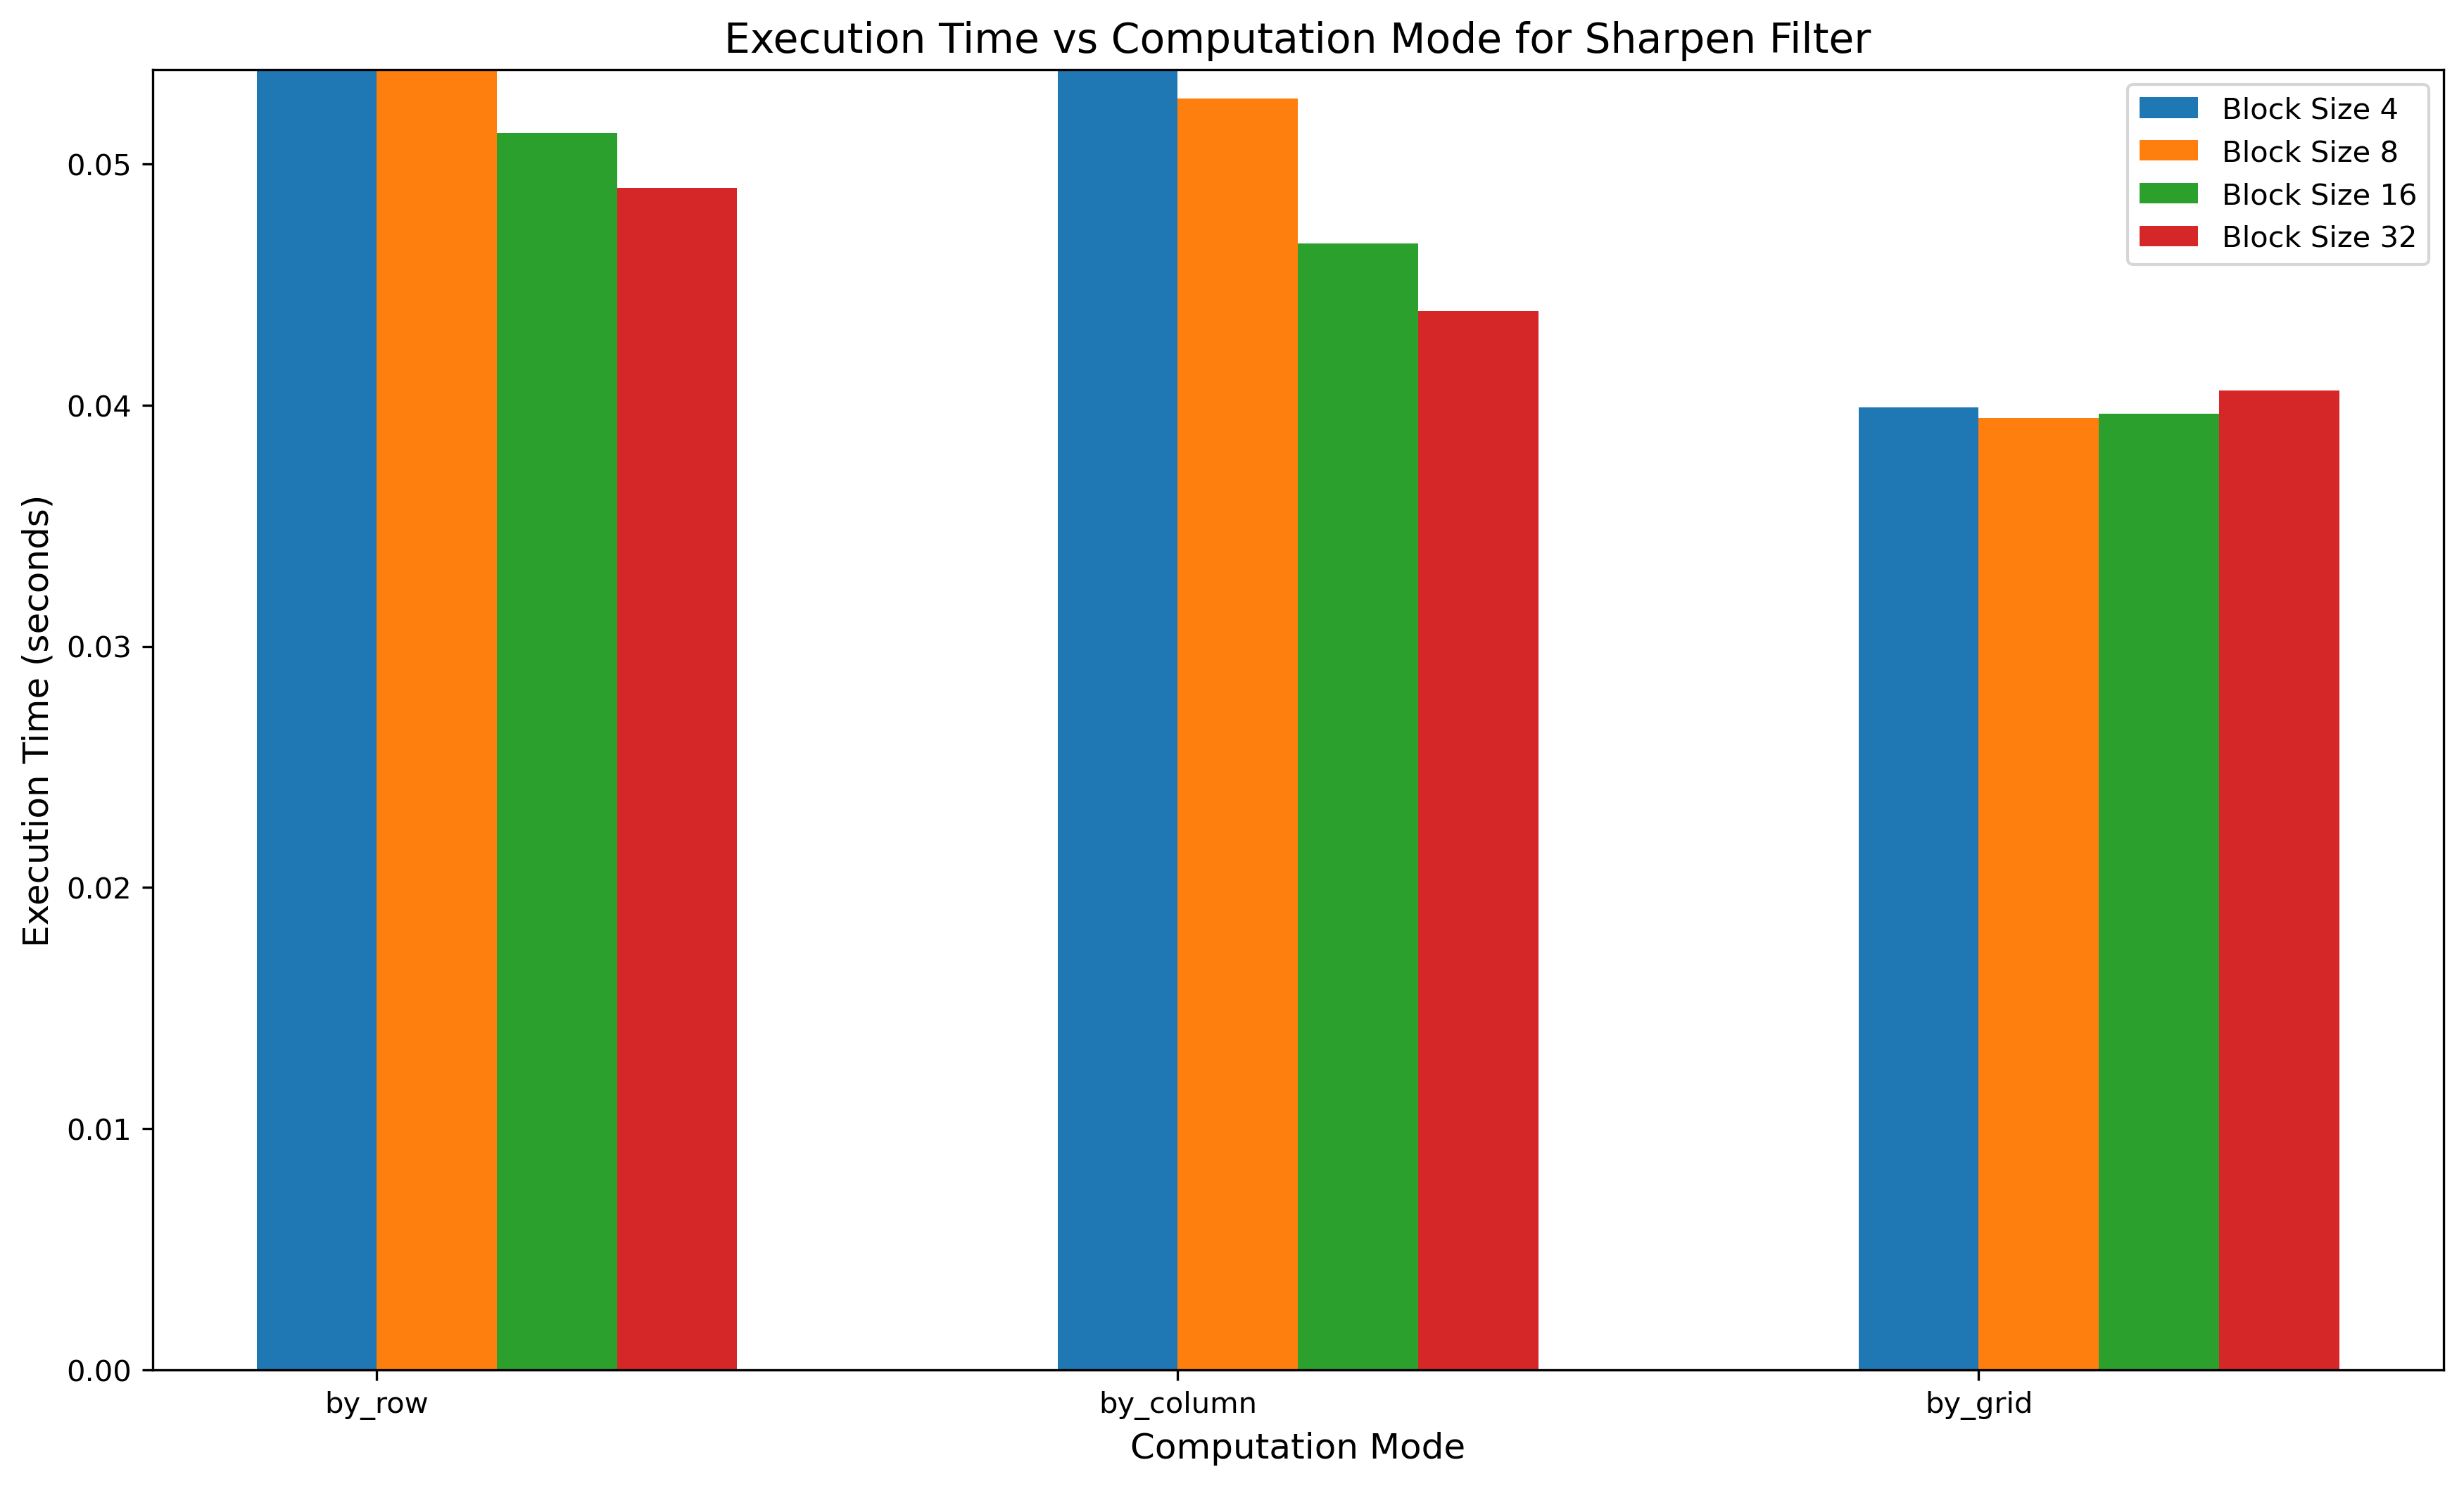 Execution Time vs Computation Mode for Sharpen Filter
Block Size 4
Block Size 8
Block Size 16
Block Size 32
Execution Time (seconds)
0.05
0.04
0.03
0.02
0.01
0.00
by_row
by_column
by_grid
Computation Mode